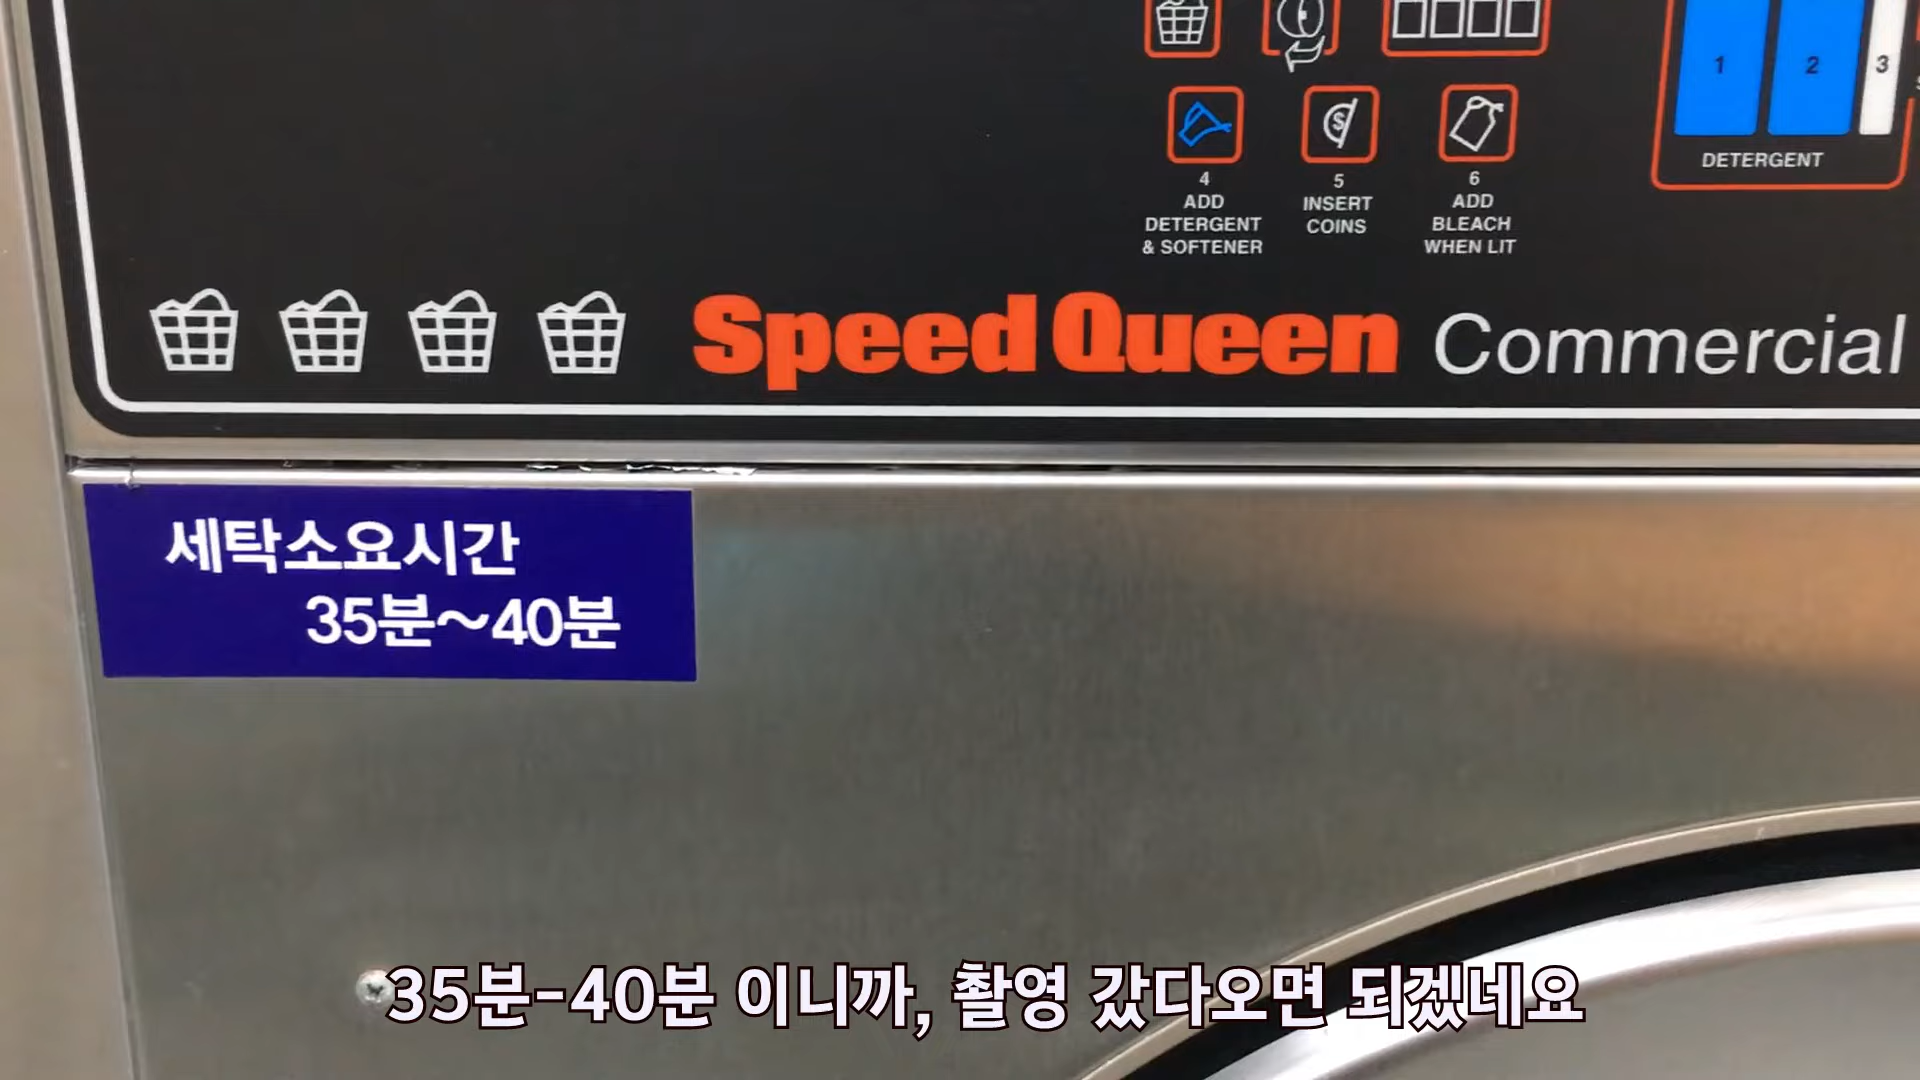 1 2 3
DETERGENT
4
ADD
DETERGENT
& SOFTENER
5
INSERT
COINS
6
ADD
BLEACH
WHEN LIT
Speed Queen Commercial
세탁소요시간
35분~40분
35분-40분 이니까, 촬영 갔다오면 되겠네요